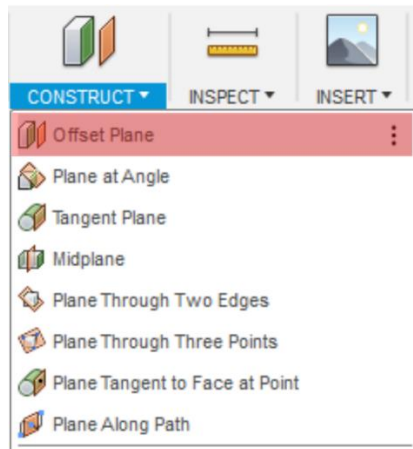 CONSTRUCT ▾ INSPECT ▾ INSERT ▾
Offset Plane
Plane at Angle
Tangent Plane
Midplane
Plane Through Two Edges
Plane Through Three Points
Plane Tangent to Face at Point
Plane Along Path